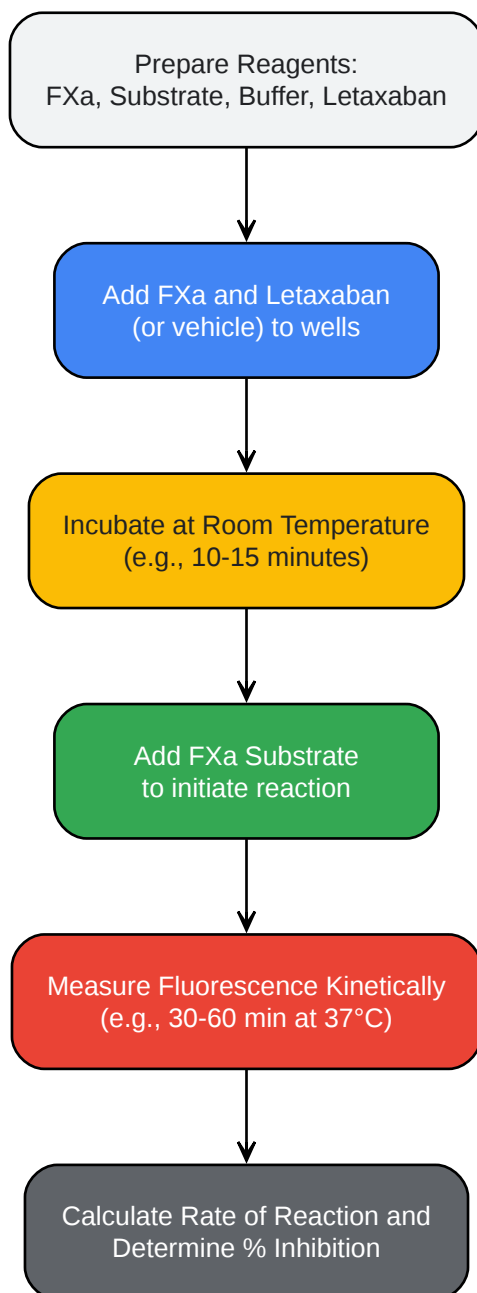 Prepare Reagents:
FXa, Substrate, Buffer, Letaxaban
Add FXa and Letaxaban
(or vehicle) to wells
Incubate at Room Temperature
(e.g., 10-15 minutes)
Add FXa Substrate
to initiate reaction
Measure Fluorescence Kinetically
(e.g., 30-60 min at 37°C)
Calculate Rate of Reaction and
Determine % Inhibition